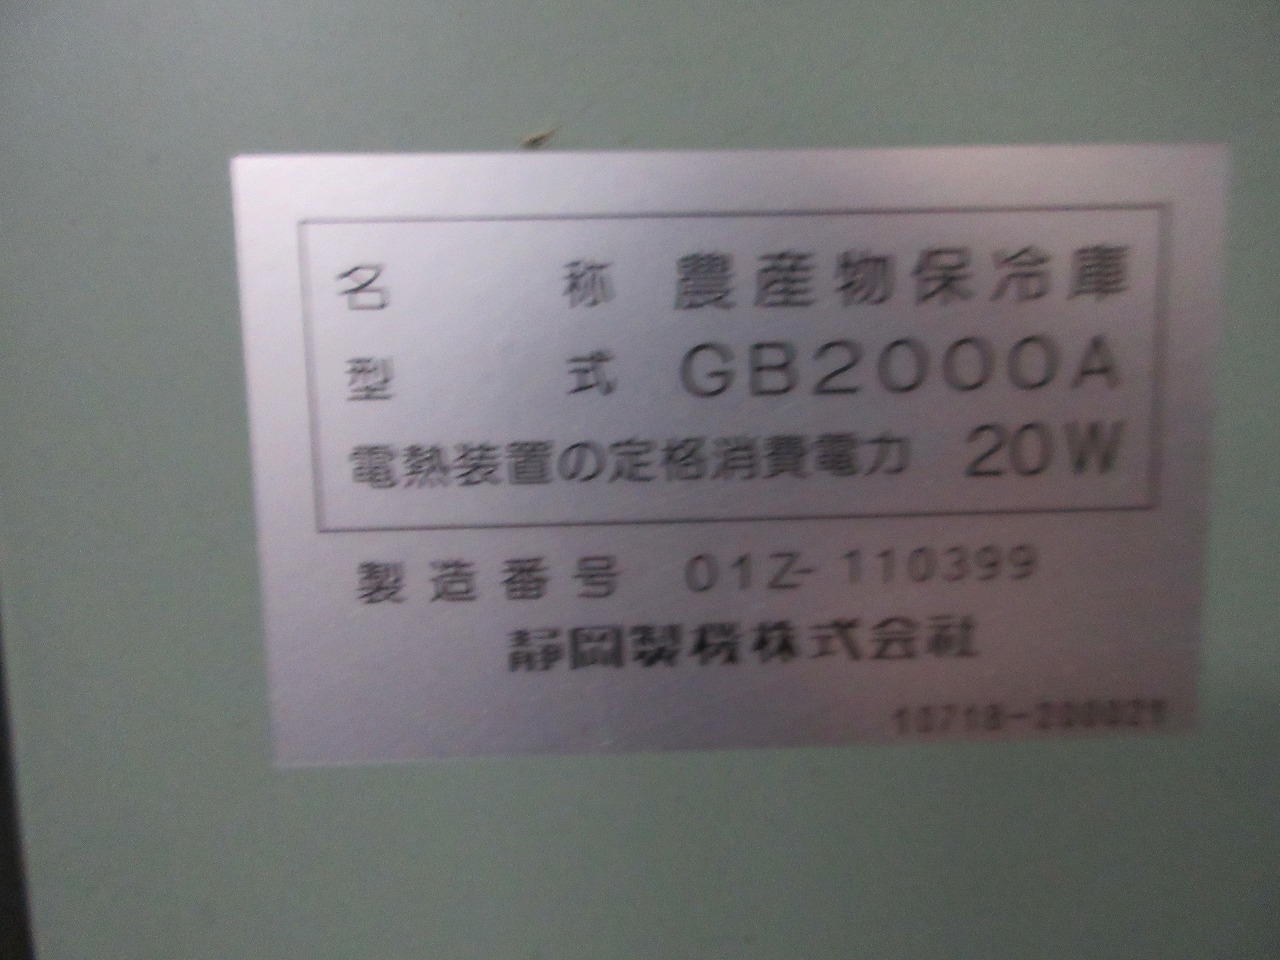 名称 農産物保冷庫
型式 GB2000A
電熱装置の定格消費電力 20W
製造番号 01Z-110399
静岡製機株式会社